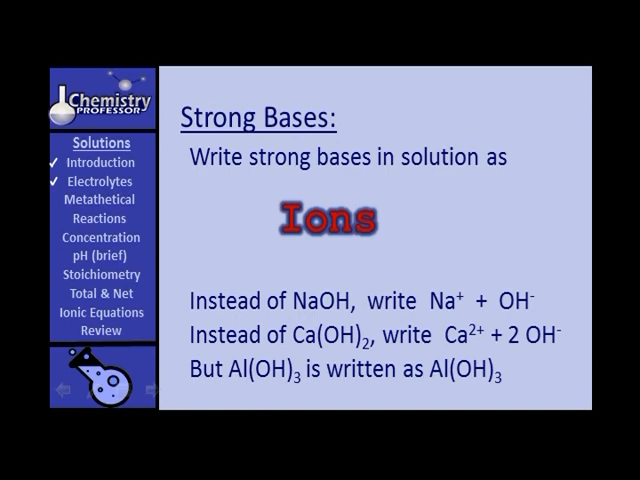 Chemistry
PROFESSOR
Solutions
✓ Introduction
✓ Electrolytes
Metathetical
Reactions
Concentration
pH (brief)
Stoichiometry
Total & Net
Ionic Equations
Review
Strong Bases:
Write strong bases in solution as
Ions
Instead of NaOH, write Na⁺ + OH⁻
Instead of Ca(OH)₂, write Ca²⁺ + 2 OH⁻
But Al(OH)₃ is written as Al(OH)₃